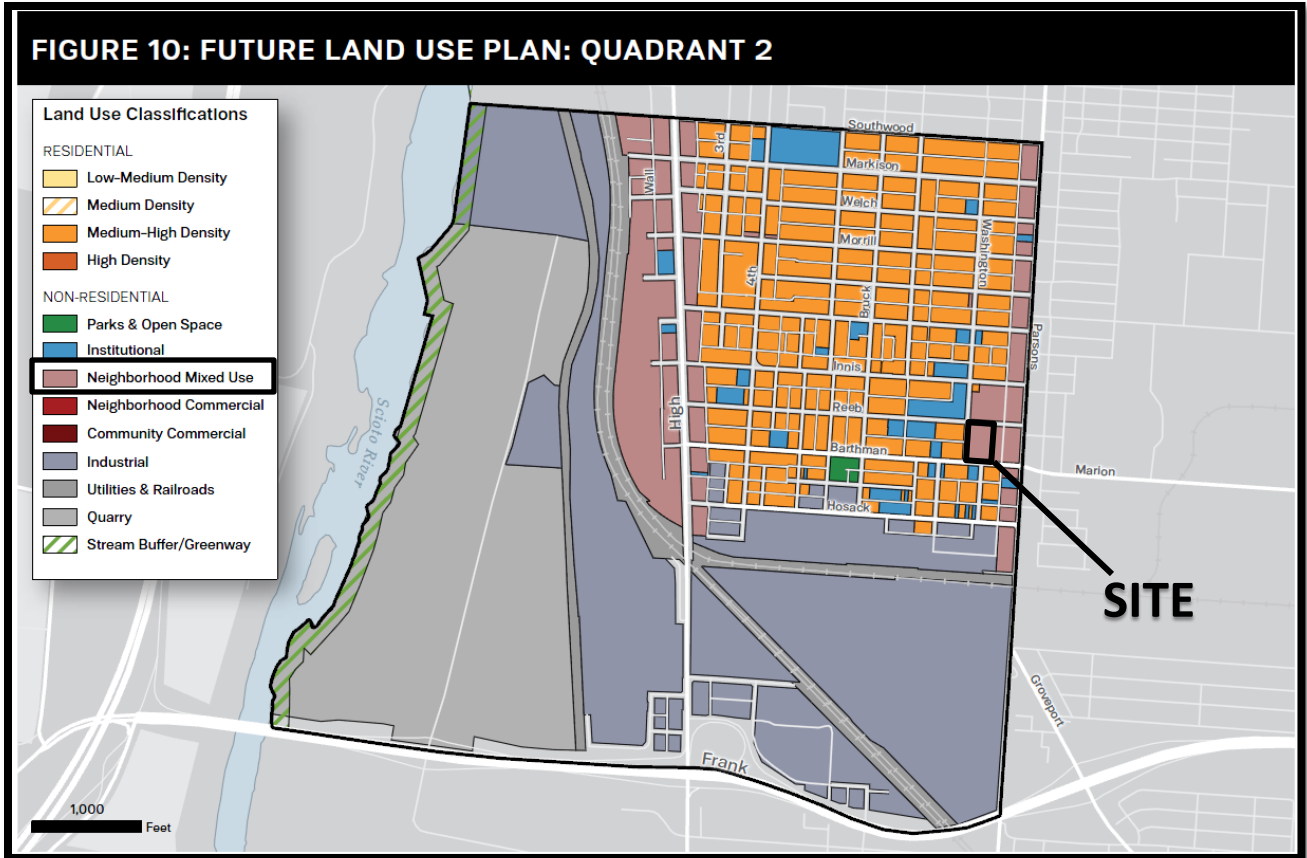 FIGURE 10: FUTURE LAND USE PLAN: QUADRANT 2
Land Use Classifications
RESIDENTIAL
Low-Medium Density
Medium Density
Medium-High Density
High Density
NON-RESIDENTIAL
Parks & Open Space
Institutional
Neighborhood Mixed Use
Neighborhood Commercial
Community Commercial
Industrial
Utilities & Railroads
Quarry
Stream Buffer/Greenway
Southwood
3rd
Markison
Wall
Welch
Washington
Morrill
4th
Bruck
Parsons
Innis
Scioto River
High
Reeb
Barthman
Marion
Hosack
SITE
Groveport
Frank
1,000
Feet